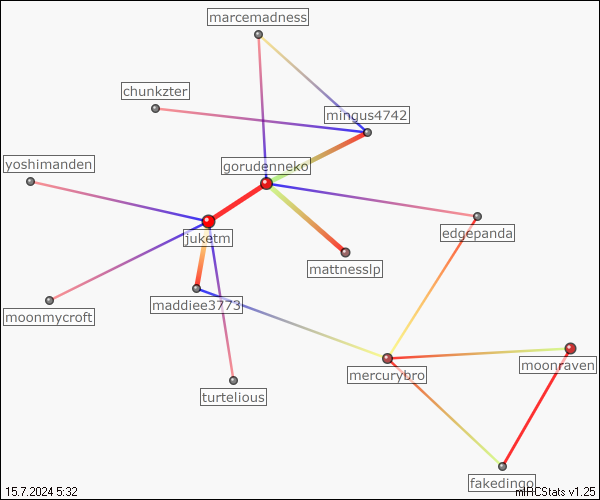 marcemadness
chunkzter
mingus4742
yoshimanden
gorudenneko
juketm
edgepanda
mattnesslp
maddiee3773
moonmycroft
mercurybro
moonraven
turtelious
fakedingo
15.7.2024 5:32
mIRCStats v1.25